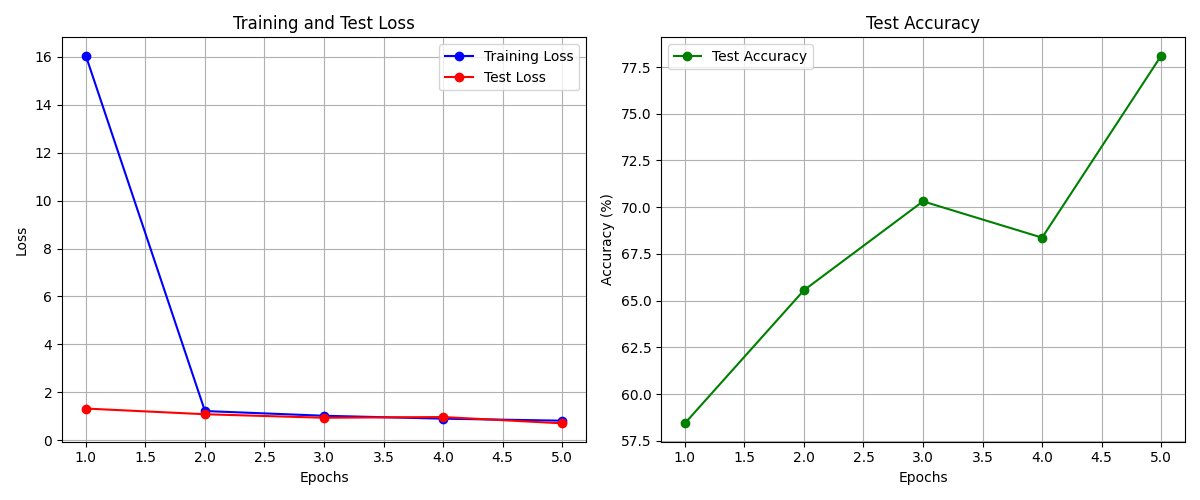 Training and Test Loss
Training Loss
Test Loss
16
14
12
10
8
6
4
2
0
Loss
1.0 1.5 2.0 2.5 3.0 3.5 4.0 4.5 5.0
Epochs
Test Accuracy
Test Accuracy
77.5
75.0
72.5
70.0
67.5
65.0
62.5
60.0
57.5
Accuracy (%)
1.0 1.5 2.0 2.5 3.0 3.5 4.0 4.5 5.0
Epochs